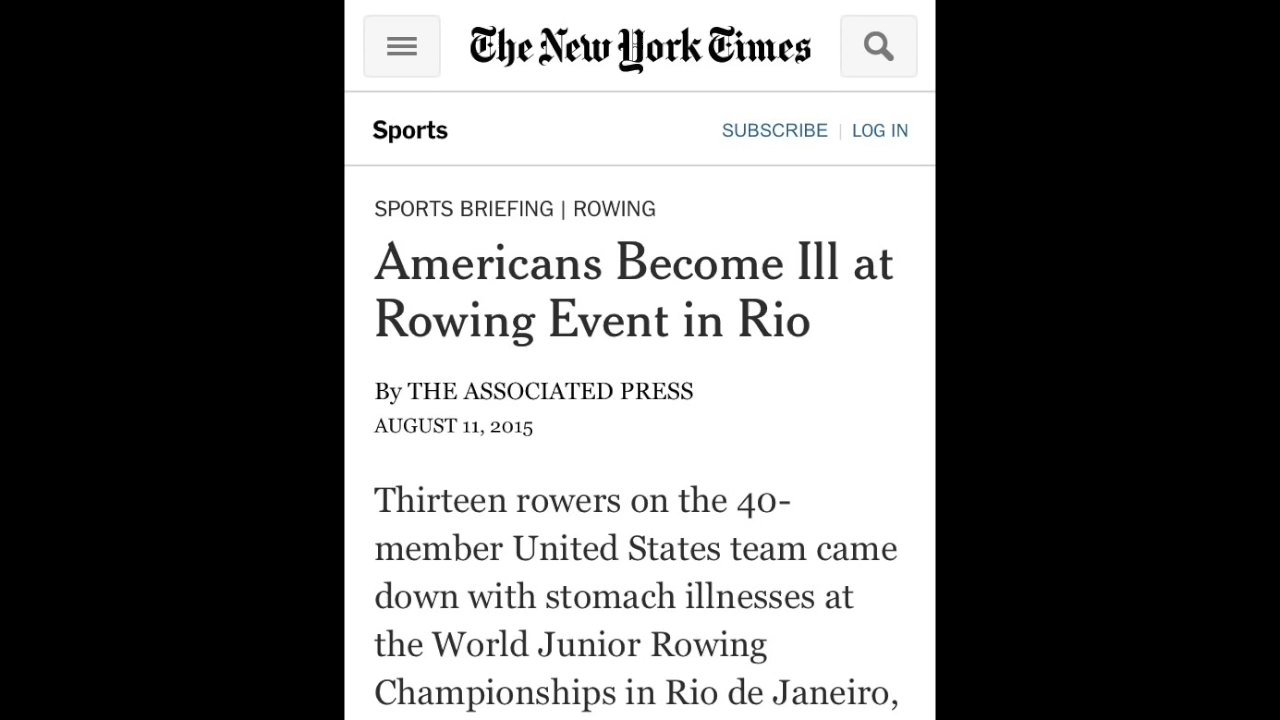 The New York Times
Sports
SUBSCRIBE | LOG IN
SPORTS BRIEFING | ROWING
Americans Become Ill at
Rowing Event in Rio
By THE ASSOCIATED PRESS
AUGUST 11, 2015
Thirteen rowers on the 40-
member United States team came
down with stomach illnesses at
the World Junior Rowing
Championships in Rio de Janeiro,